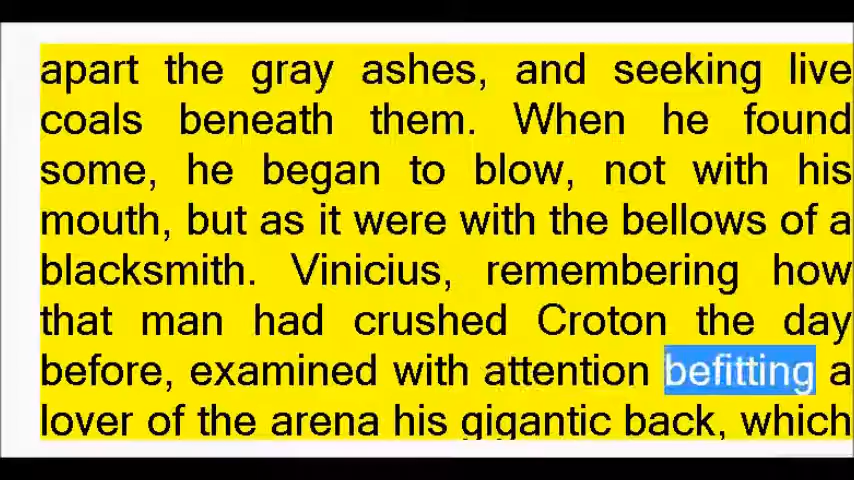 apart the gray ashes, and seeking live
coals beneath them. When he found
some, he began to blow, not with his
mouth, but as it were with the bellows of a
blacksmith. Vinicius, remembering how
that man had crushed Croton the day
before, examined with attention befitting a
lover of the arena his gigantic back, which